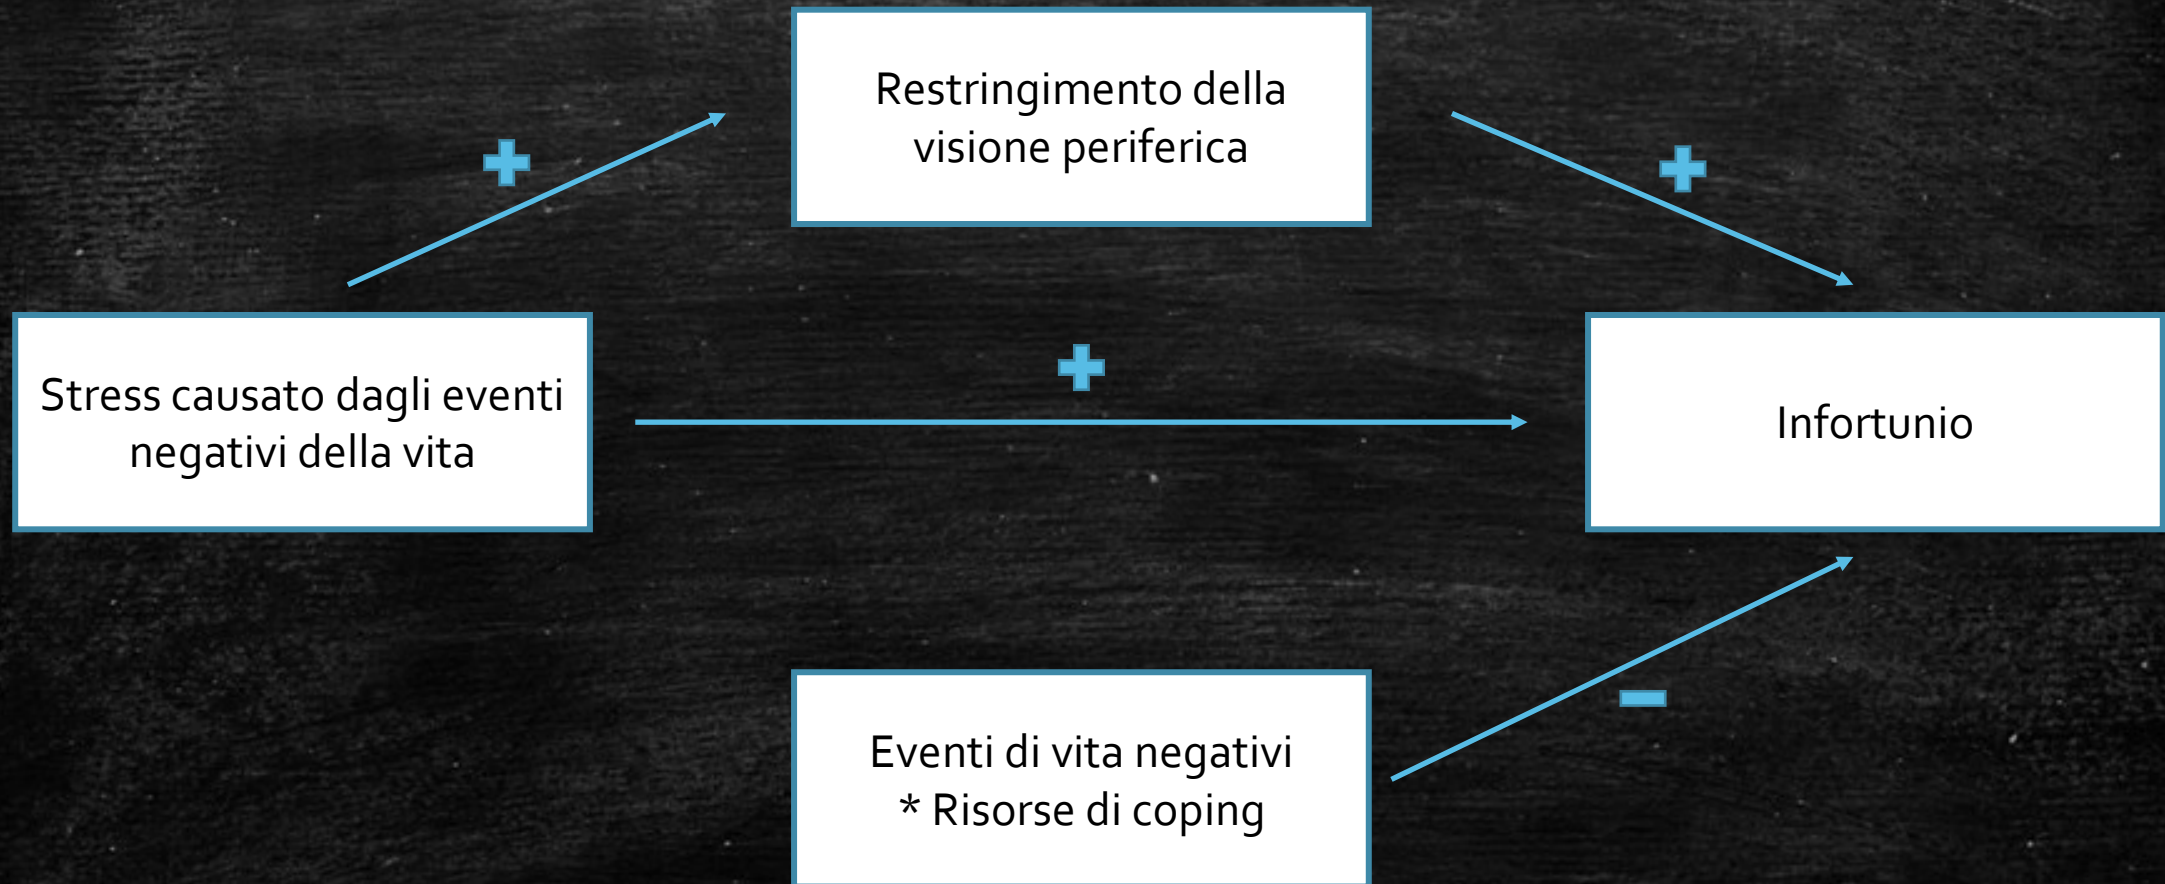 Restringimento della
visione periferica
Stress causato dagli eventi
negativi della vita
Infortunio
Eventi di vita negativi
* Risorse di coping